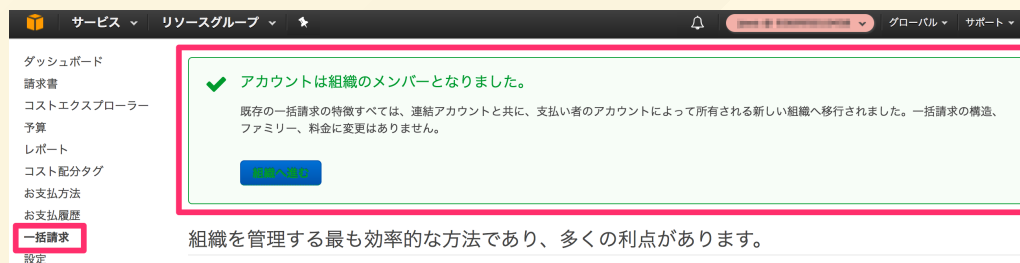 サービス リソースグループ グローバル サポート
ダッシュボード
請求書
コストエクスプローラー
予算
レポート
コスト配分タグ
お支払方法
お支払履歴
一括請求
設定
アカウントは組織のメンバーとなりました。
既存の一括請求の特徴すべては、連結アカウントと共に、支払い者のアカウントによって所有される新しい組織へ移行されました。一括請求の構造、
ファミリー、料金に変更はありません。
組織へ進む
組織を管理する最も効率的な方法であり、多くの利点があります。